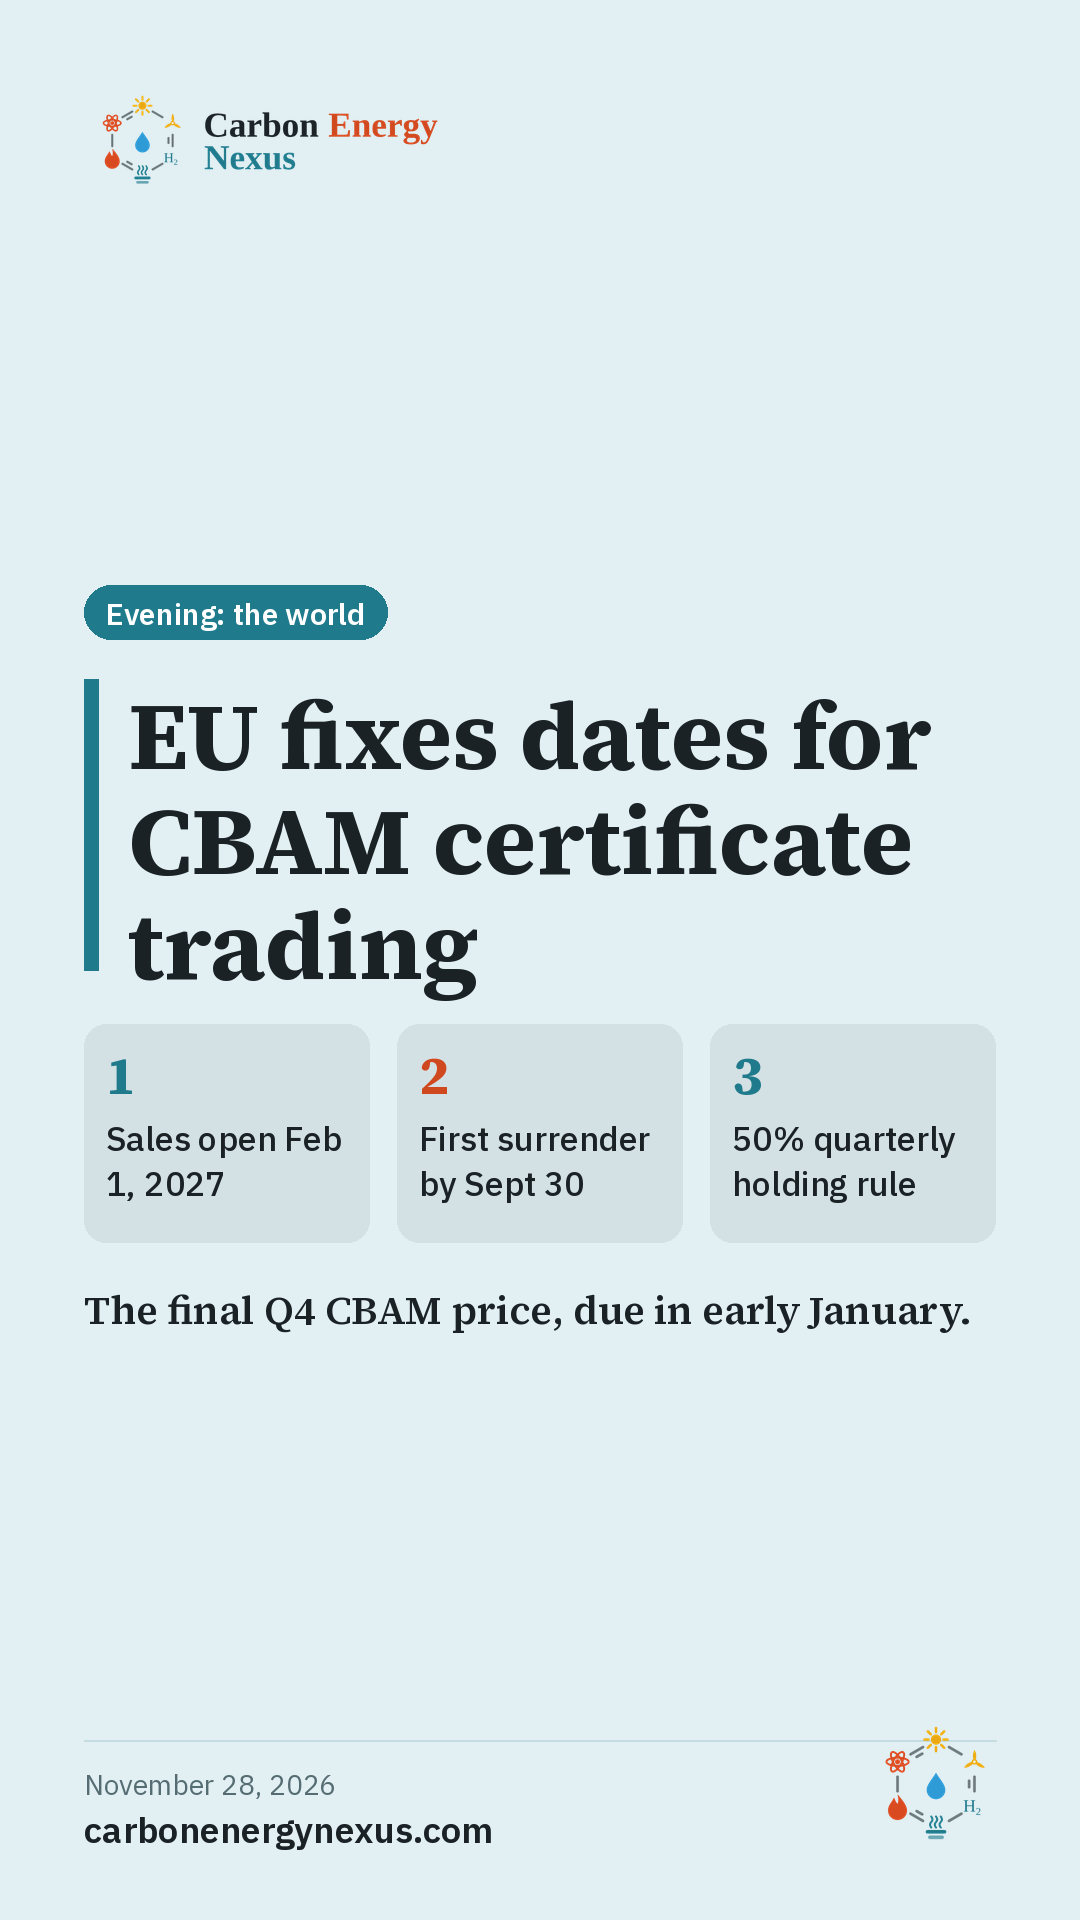 Carbon Energy
Nexus
Evening: the world
EU fixes dates for
CBAM certificate
trading
1
Sales open Feb
1, 2027
2
First surrender
by Sept 30
3
50% quarterly
holding rule
The final Q4 CBAM price, due in early January.
November 28, 2026
carbonenergynexus.com
H₂
H₂